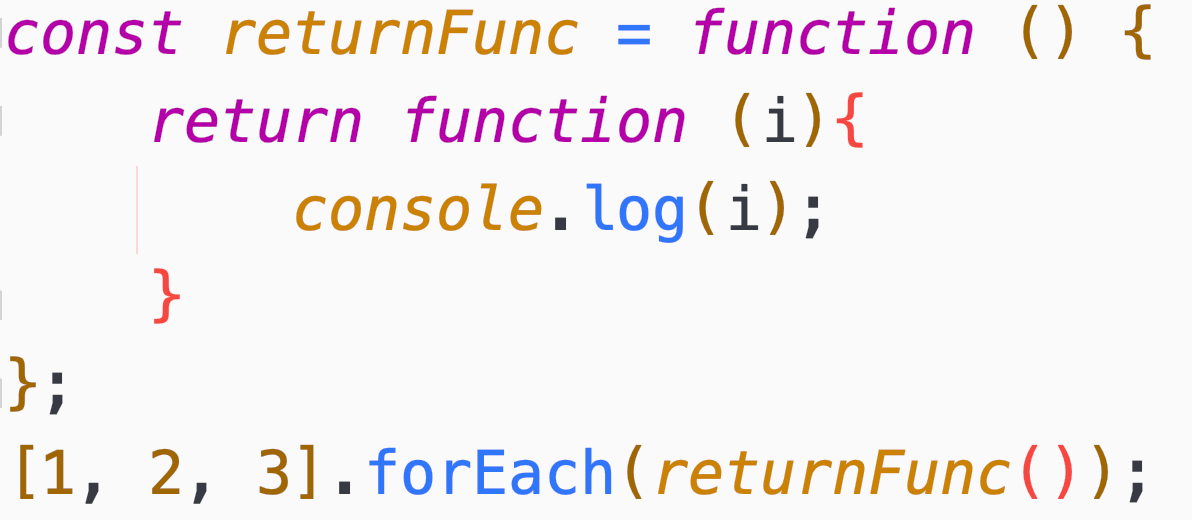 const returnFunc = function () {
    return function (i){
        console.log(i);
    }
};
[1, 2, 3].forEach(returnFunc());